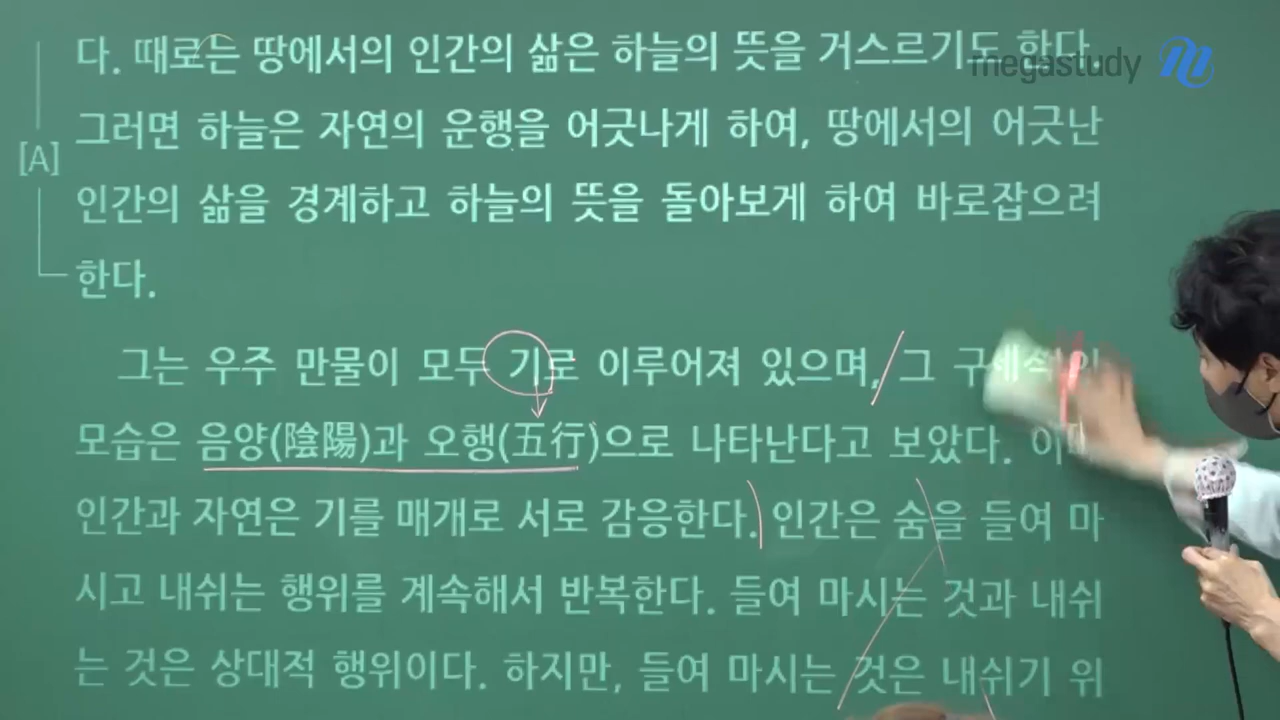 다. 때로는 땅에서의 인간의 삶은 하늘의 뜻을 거스르기도 한다.
megastudy
그러면 하늘은 자연의 운행을 어긋나게 하여, 땅에서의 어긋난
[A]
인간의 삶을 경계하고 하늘의 뜻을 돌아보게 하여 바로잡으려
한다.
그는 우주 만물이 모두 기로 이루어져 있으며, 그
모습은 음양(陰陽)과 오행(五行)으로 나타난다고 보았다.
인간과 자연은 기를 매개로 서로 감응한다. 인간은 숨을 들여 마
시고 내쉬는 행위를 계속해서 반복한다. 들여 마시는 것과 내쉬
는 것은 상대적 행위이다. 하지만, 들여 마시는 것은 내쉬기 위